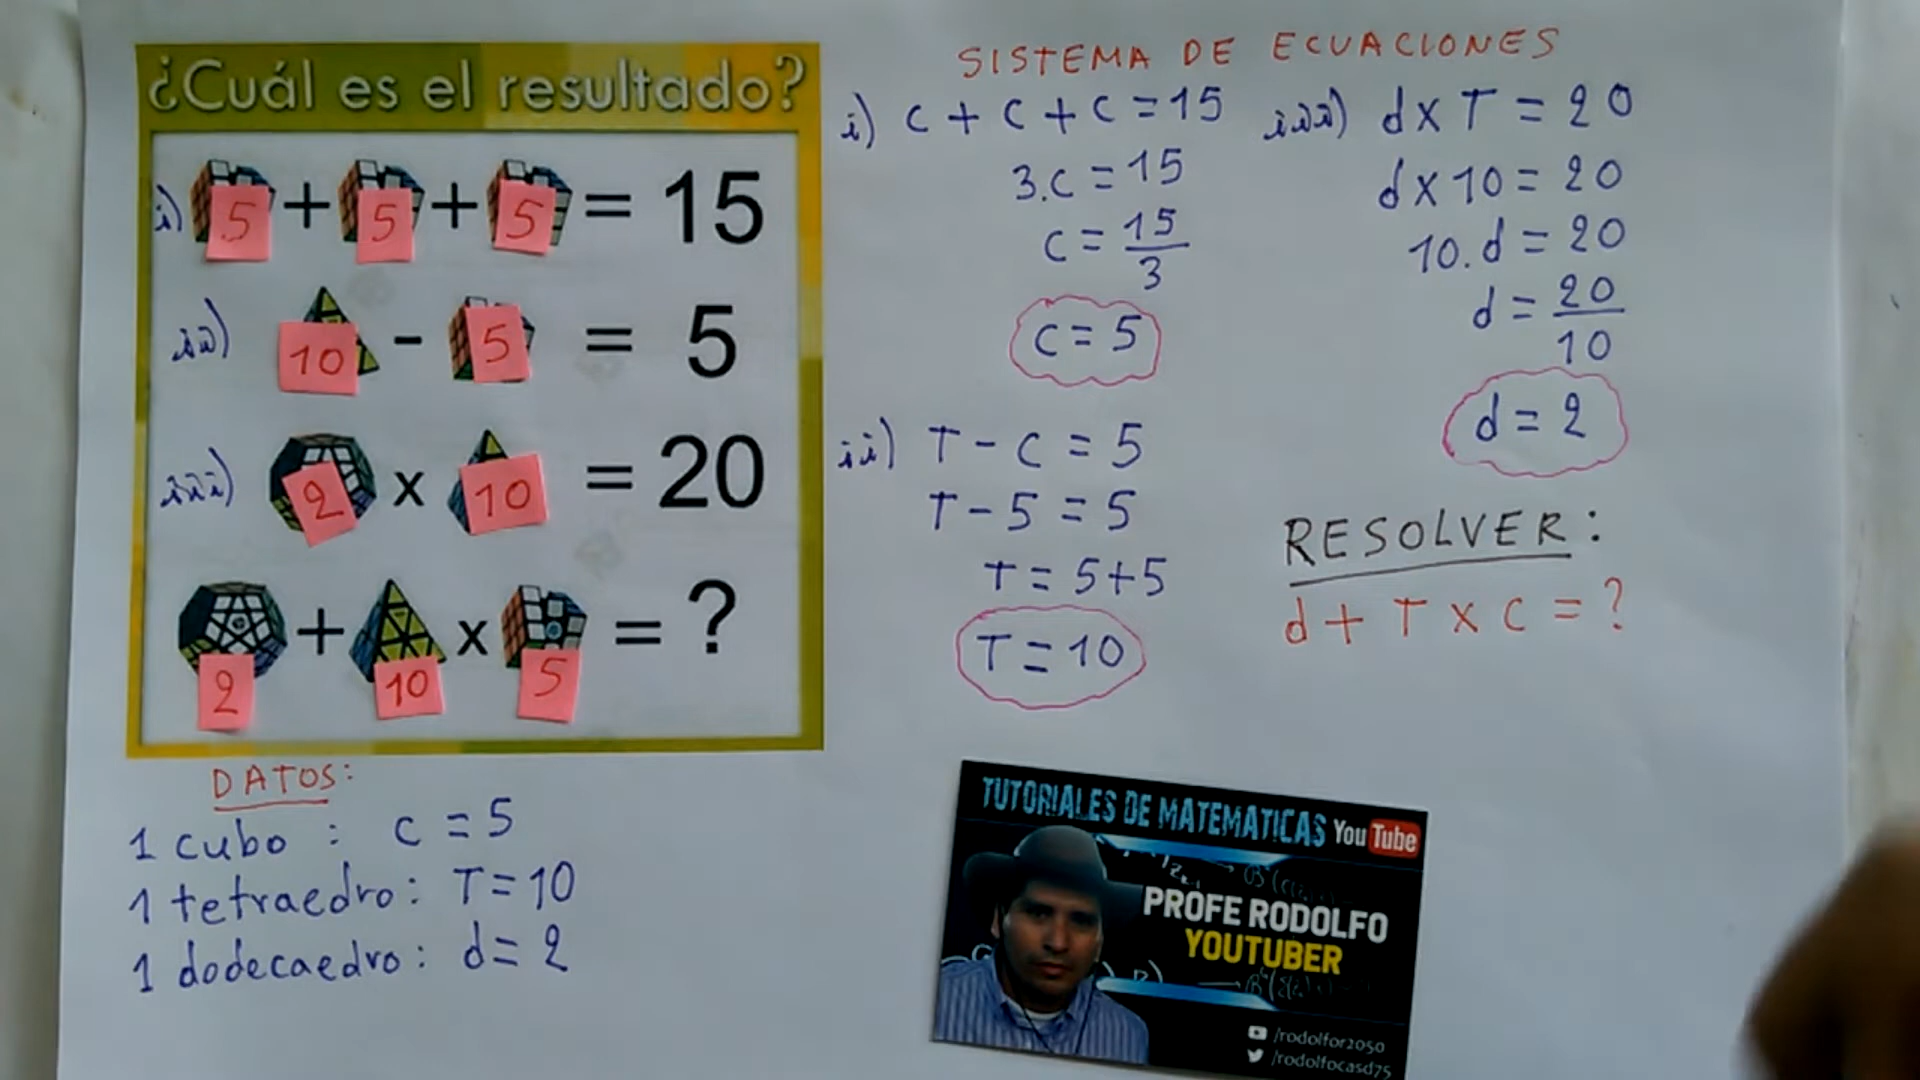 ¿Cuál es el resultado?
i) 5 + 5 + 5 = 15
ii) 10 - 5 = 5
iii) 2 x 10 = 20
+ x = ?
2 10 5
DATOS:
1 cubo : c = 5
1 tetraedro : T = 10
1 dodecaedro : d = 2
SISTEMA DE ECUACIONES
i) c + c + c = 15
3.c = 15
c = 15
3
c = 5
ii) T - c = 5
T - 5 = 5
T = 5+5
T = 10
iii) d x T = 20
d x 10 = 20
10. d = 20
d = 20
10
d = 2
RESOLVER:
d + T x c = ?
TUTORIALES DE MATEMATICAS YouTube
PROFE RODOLFO
YOUTUBER
/rodolfor2050
/rodolfocasd75